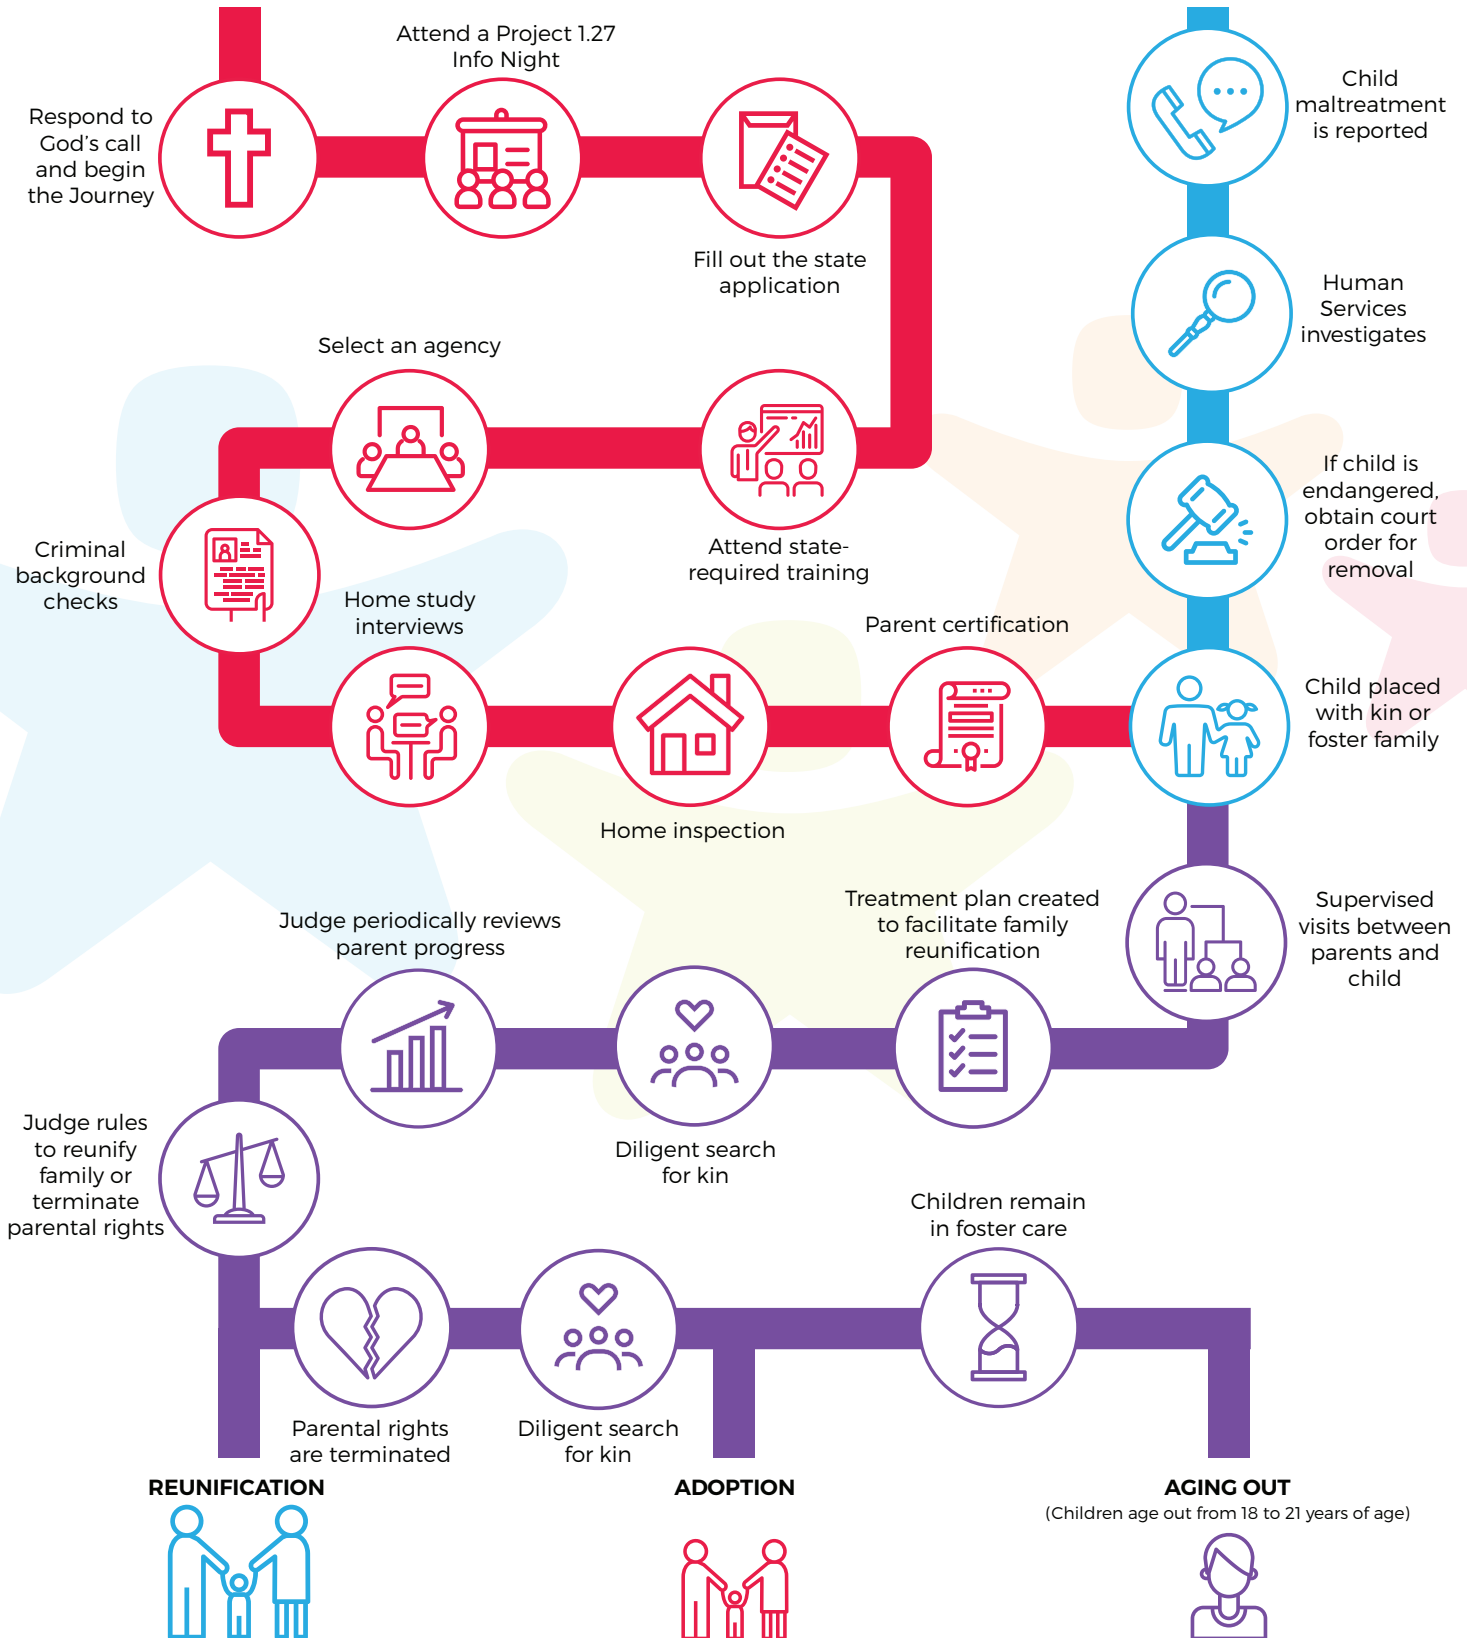 Attend a Project 1.27
Info Night
Respond to
God's call
and begin
the Journey
Fill out the state
application
Child
maltreatment
is reported
Human
Services
investigates
Select an agency
Attend state-
required training
If child is
endangered,
obtain court
order for
removal
Criminal
background
checks
Home study
interviews
Home inspection
Parent certification
Child placed
with kin or
foster family
Supervised
visits between
parents and
child
Treatment plan created
to facilitate family
reunification
Diligent search
for kin
Judge periodically reviews
parent progress
Judge rules
to reunify
family or
terminate
parental rights
Parental rights
are terminated
Diligent search
for kin
Children remain
in foster care
REUNIFICATION
ADOPTION
AGING OUT
(Children age out from 18 to 21 years of age)